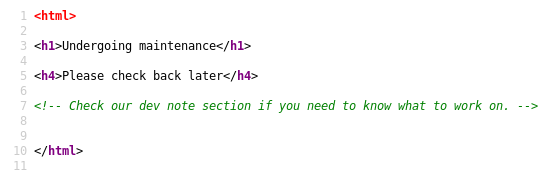 1 <html>
2
3 <h1>Undergoing maintenance</h1>
4
5 <h4>Please check back later</h4>
6
7 <!-- Check our dev note section if you need to know what to work on. -->
8
9
10 </html>
11